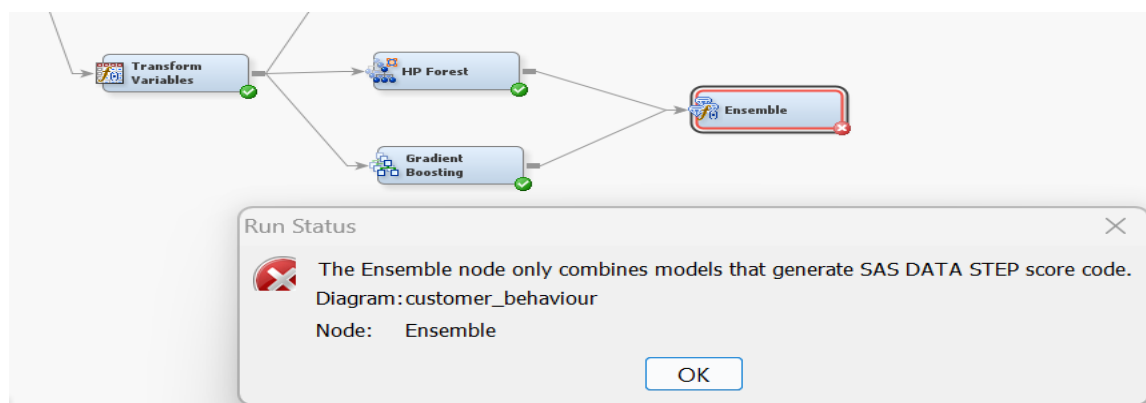 Transform
Variables
HP Forest
Ensemble
Gradient
Boosting
Run Status
The Ensemble node only combines models that generate SAS DATA STEP score code.
Diagram: customer_behaviour
Node: Ensemble
OK